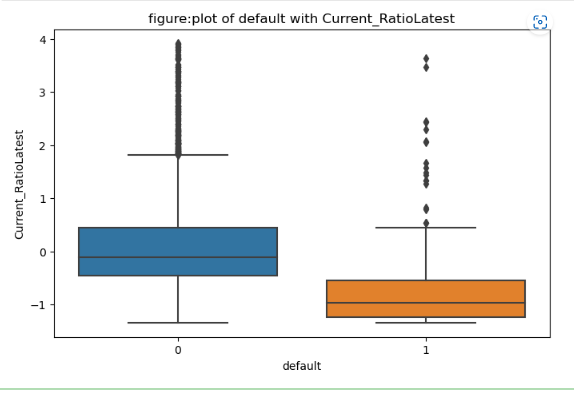 figure:plot of default with Current_RatioLatest
4
3
2
1
0
−1
Current_RatioLatest
0 1
default